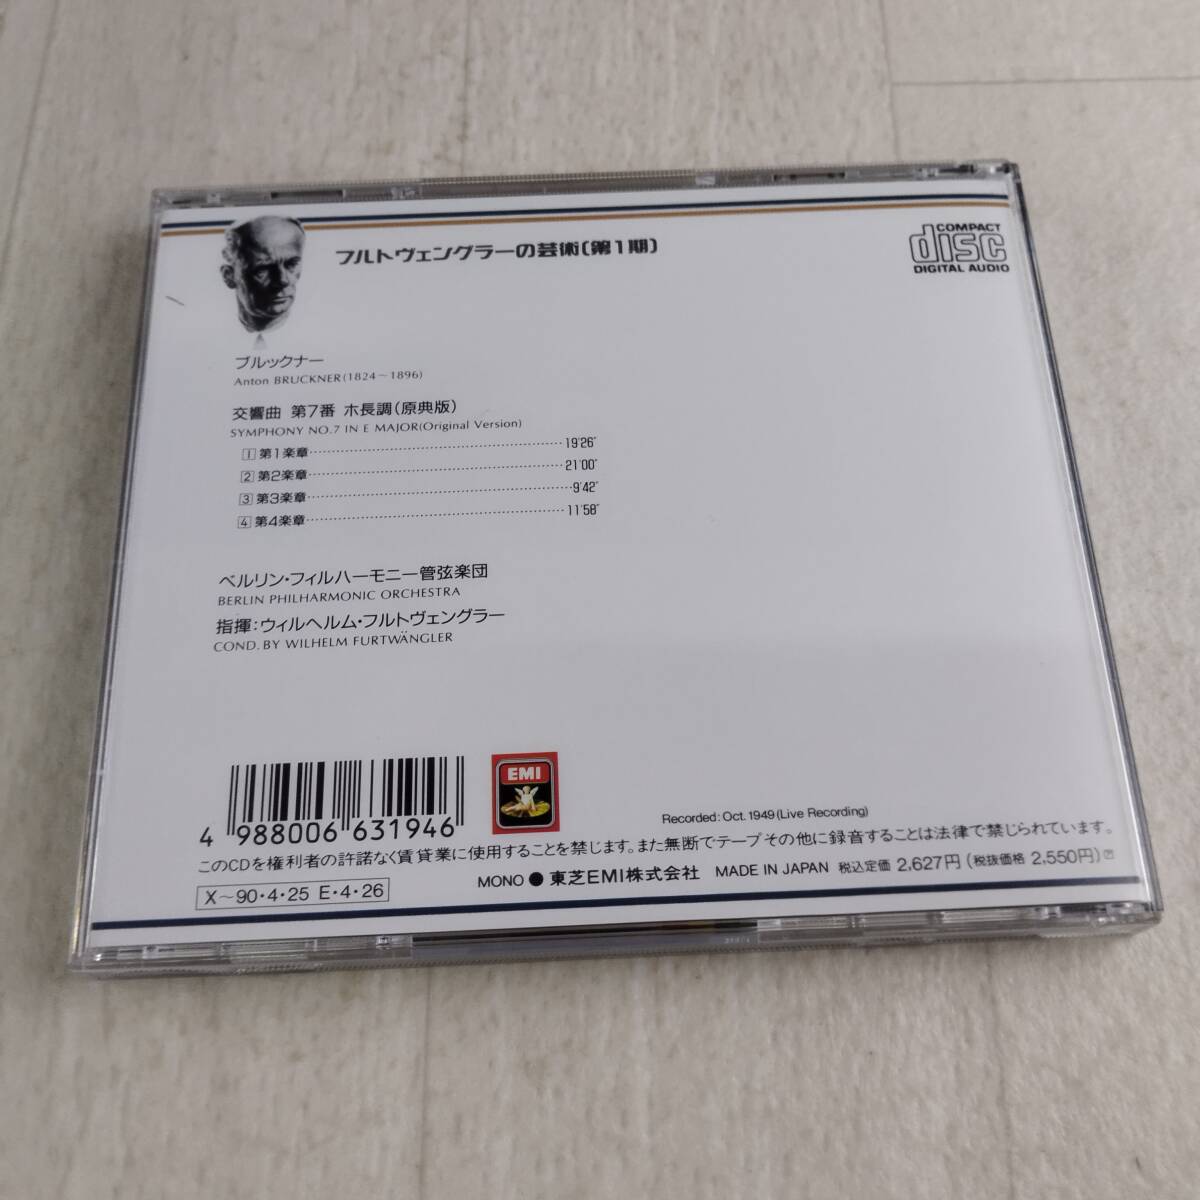 フルトヴェングラーの芸術(第1期)
COMPACT
disc
DIGITAL AUDIO
ブルックナー
Anton BRUCKNER(1824～1896)
交響曲 第7番 ホ長調(原典版)
SYMPHONY NO.7 IN E MAJOR(Original Version)
1 第1楽章 19'26"
2 第2楽章 21'00"
3 第3楽章 9'42"
4 第4楽章 11'58"
ベルリン・フィルハーモニー管弦楽団
BERLIN PHILHARMONIC ORCHESTRA
指揮:ウィルヘルム・フルトヴェングラー
COND. BY WILHELM FURTWÄNGLER
EMI
4 988006 631946
Recorded: Oct. 1949 (Live Recording)
このCDを権利者の許諾なく賃貸業に使用することを禁じます。また無断でテープその他に録音することは法律で禁じられています。
X～90・4・25 E・4・26
MONO ● 東芝EMI株式会社 MADE IN JAPAN 税込定価 2,627円(税抜価格 2,550円)